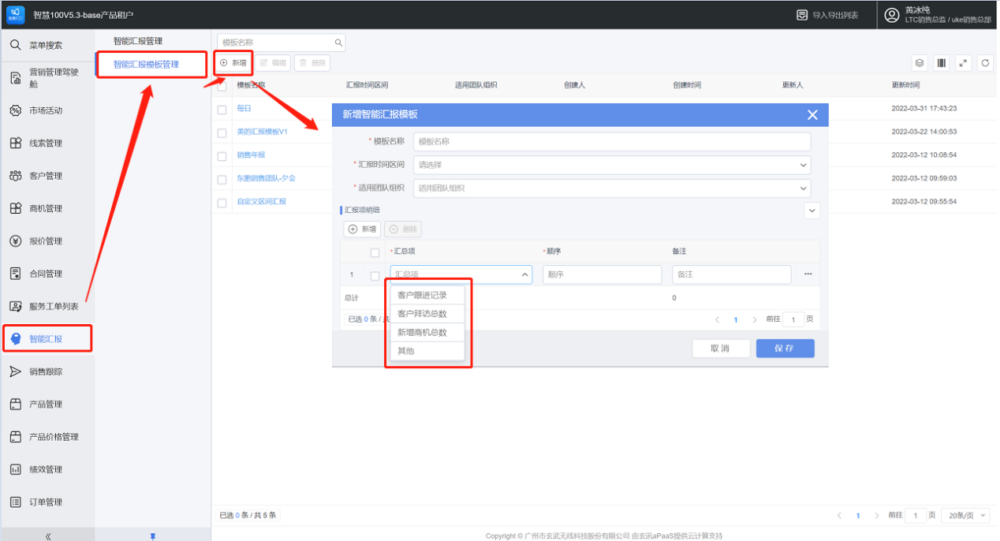 智慧100V5.3-base产品租户
导入导出列表
黄冰纯
LTC销售总监 / uke销售总部
菜单搜索
营销管理驾驶
舱
市场活动
线索管理
客户管理
商机管理
报价管理
合同管理
服务工单列表
智能汇报
销售跟踪
产品管理
产品价格管理
绩效管理
订单管理
智能汇报管理
智能汇报模板管理
模板名称
新增 编辑 删除
模板名称 汇报时间区间 适用团队组织 创建人 创建时间 更新人 更新时间
每日 2022-03-31 17:43:23
美的汇报模板V1 2022-03-22 14:00:53
销售年报 2022-03-12 10:08:54
东鹏销售团队-夕会 2022-03-12 09:59:03
自定义区间汇报 2022-03-12 09:55:54
新增智能汇报模板
* 模板名称 模板名称
* 汇报时间区间 请选择
* 适用团队组织 适用团队组织
汇报项明细
新增 删除
* 汇总项 * 顺序 备注
1 汇总项 顺序 备注
总计 0
已选 0 条 / 共
1 前往 1 页
客户跟进记录
客户拜访总数
新增商机总数
其他
取 消 保 存
已选 0 条 / 共 5 条
1 前往 1 页 20条/页
Copyright © 广州市玄武无线科技股份有限公司 由玄讯aPaaS提供云计算支持